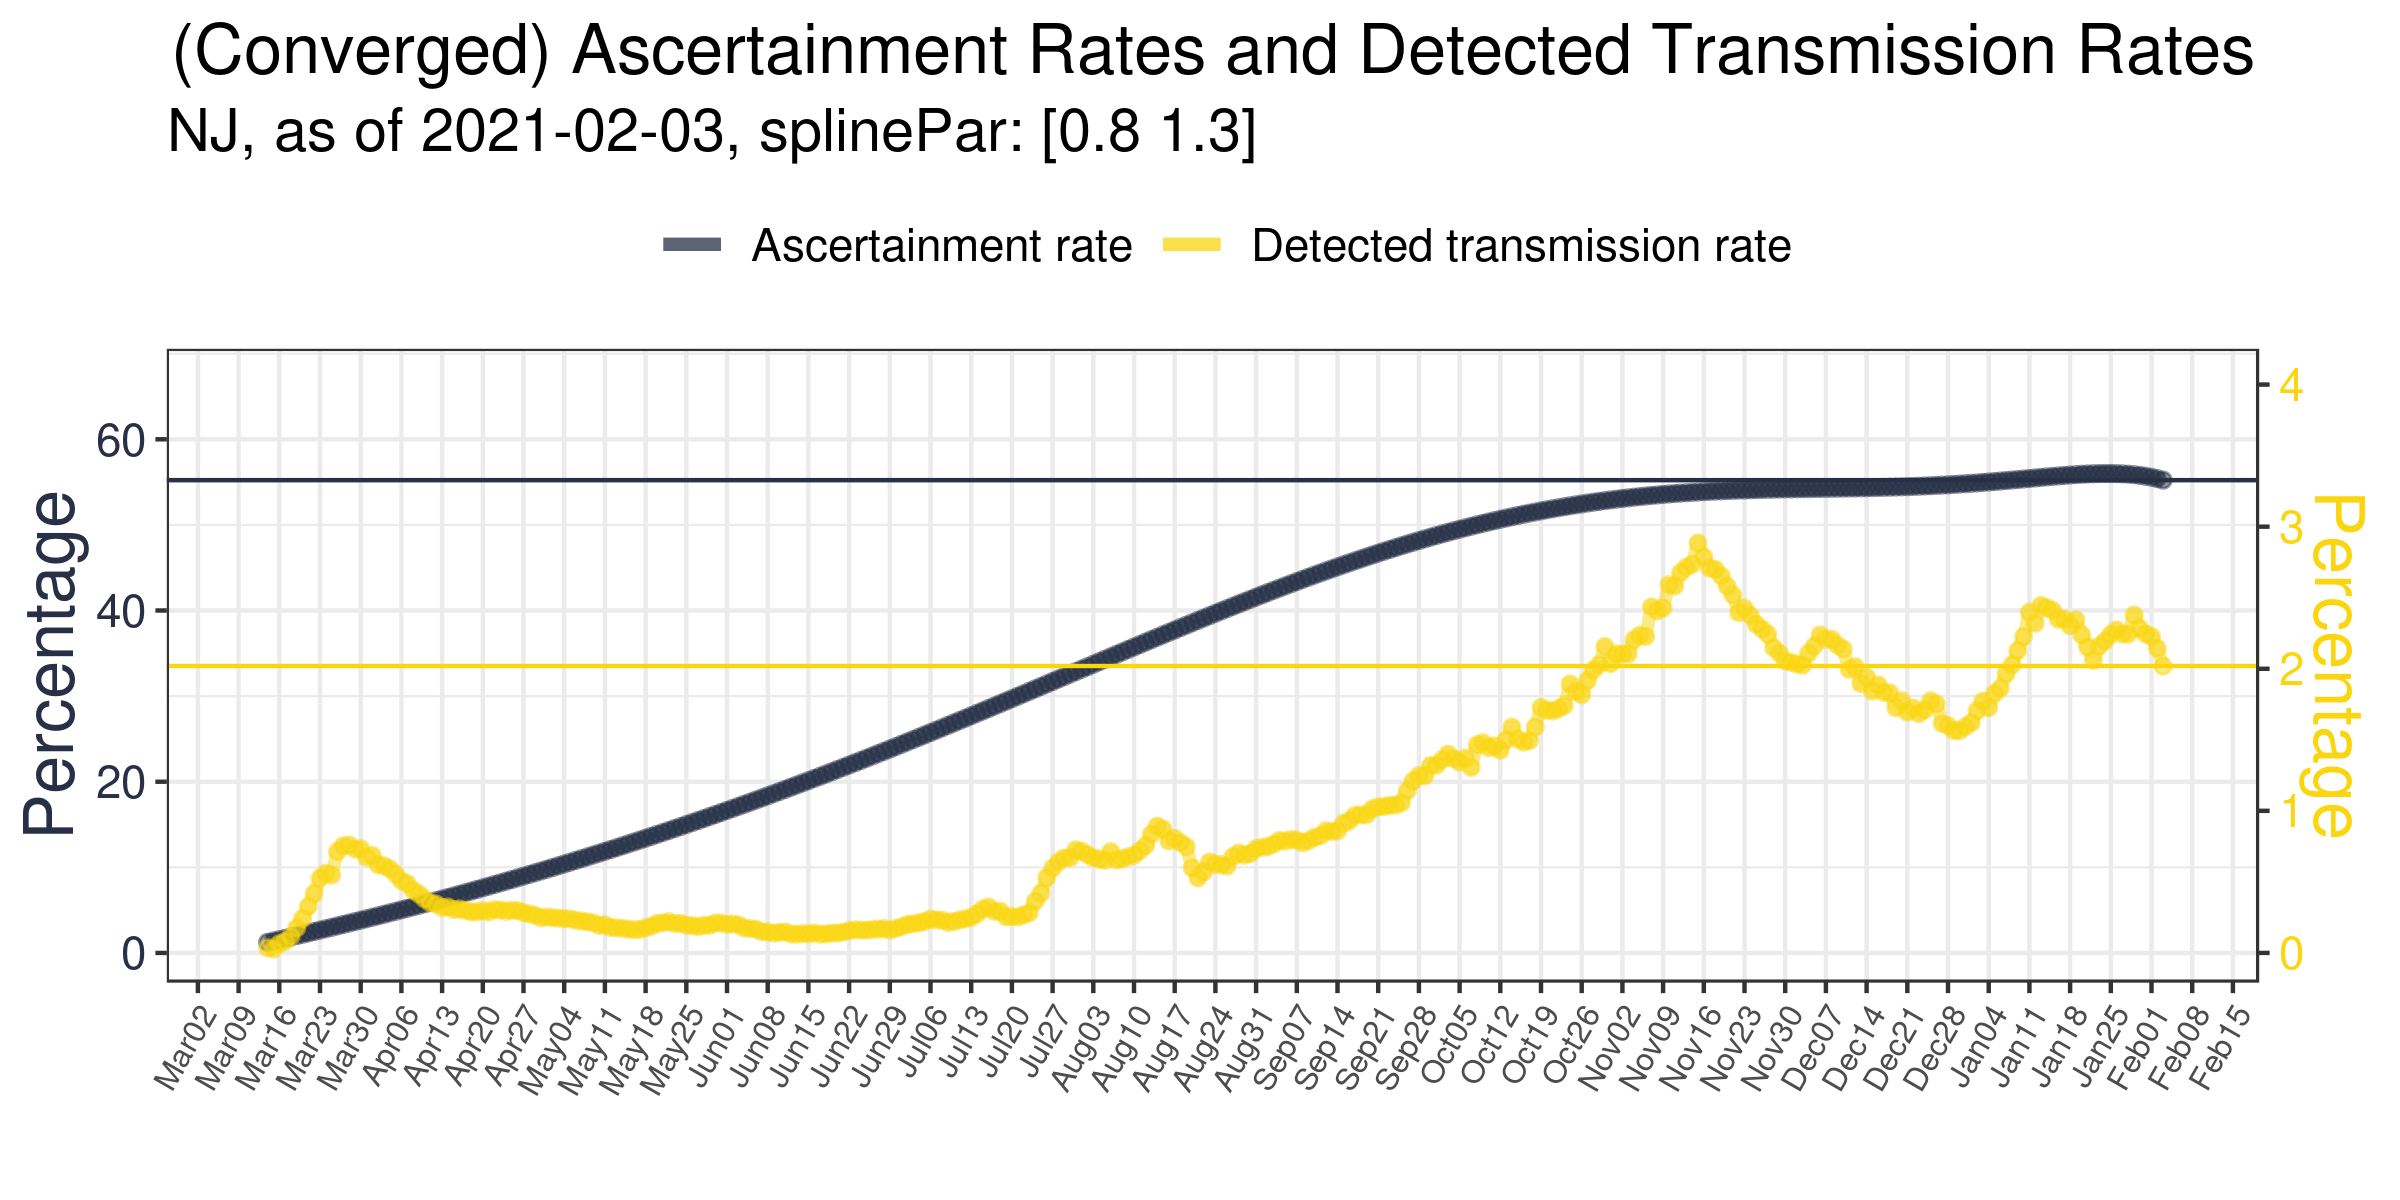 (Converged) Ascertainment Rates and Detected Transmission Rates
NJ, as of 2021-02-03, splinePar: [0.8 1.3]
Ascertainment rate Detected transmission rate
Percentage
60
40
20
0
4
3
2
1
0
Percentage
Mar02 Mar09 Mar16 Mar23 Mar30 Apr06 Apr13 Apr20 Apr27 May04 May11 May18 May25 Jun01 Jun08 Jun15 Jun22 Jun29 Jul06 Jul13 Jul20 Jul27 Aug03 Aug10 Aug17 Aug24 Aug31 Sep07 Sep14 Sep21 Sep28 Oct05 Oct12 Oct19 Oct26 Nov02 Nov09 Nov16 Nov23 Nov30 Dec07 Dec14 Dec21 Dec28 Jan04 Jan11 Jan18 Jan25 Feb01 Feb08 Feb15